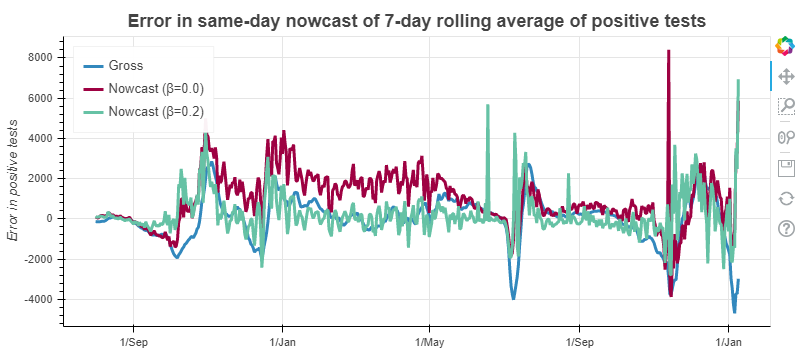 Error in same-day nowcast of 7-day rolling average of positive tests
Error in positive tests
8000
6000
4000
2000
0
-2000
-4000
Gross
Nowcast (β=0.0)
Nowcast (β=0.2)
1/Sep
1/Jan
1/May
1/Sep
1/Jan